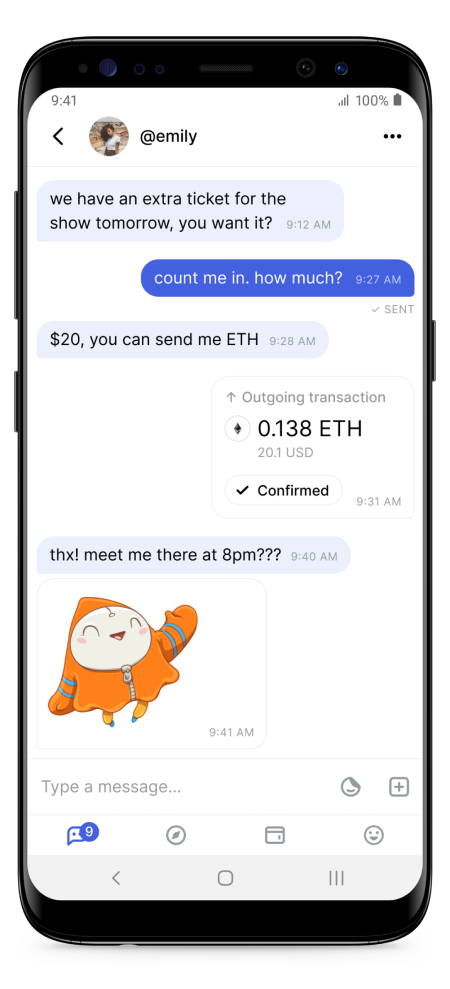 9:41
100%
@emily
we have an extra ticket for the
show tomorrow, you want it? 9:12 AM
count me in. how much? 9:27 AM
✓ SENT
$20, you can send me ETH 9:28 AM
↑ Outgoing transaction
0.138 ETH
20.1 USD
✓ Confirmed
9:31 AM
thx! meet me there at 8pm??? 9:40 AM
9:41 AM
Type a message...
9